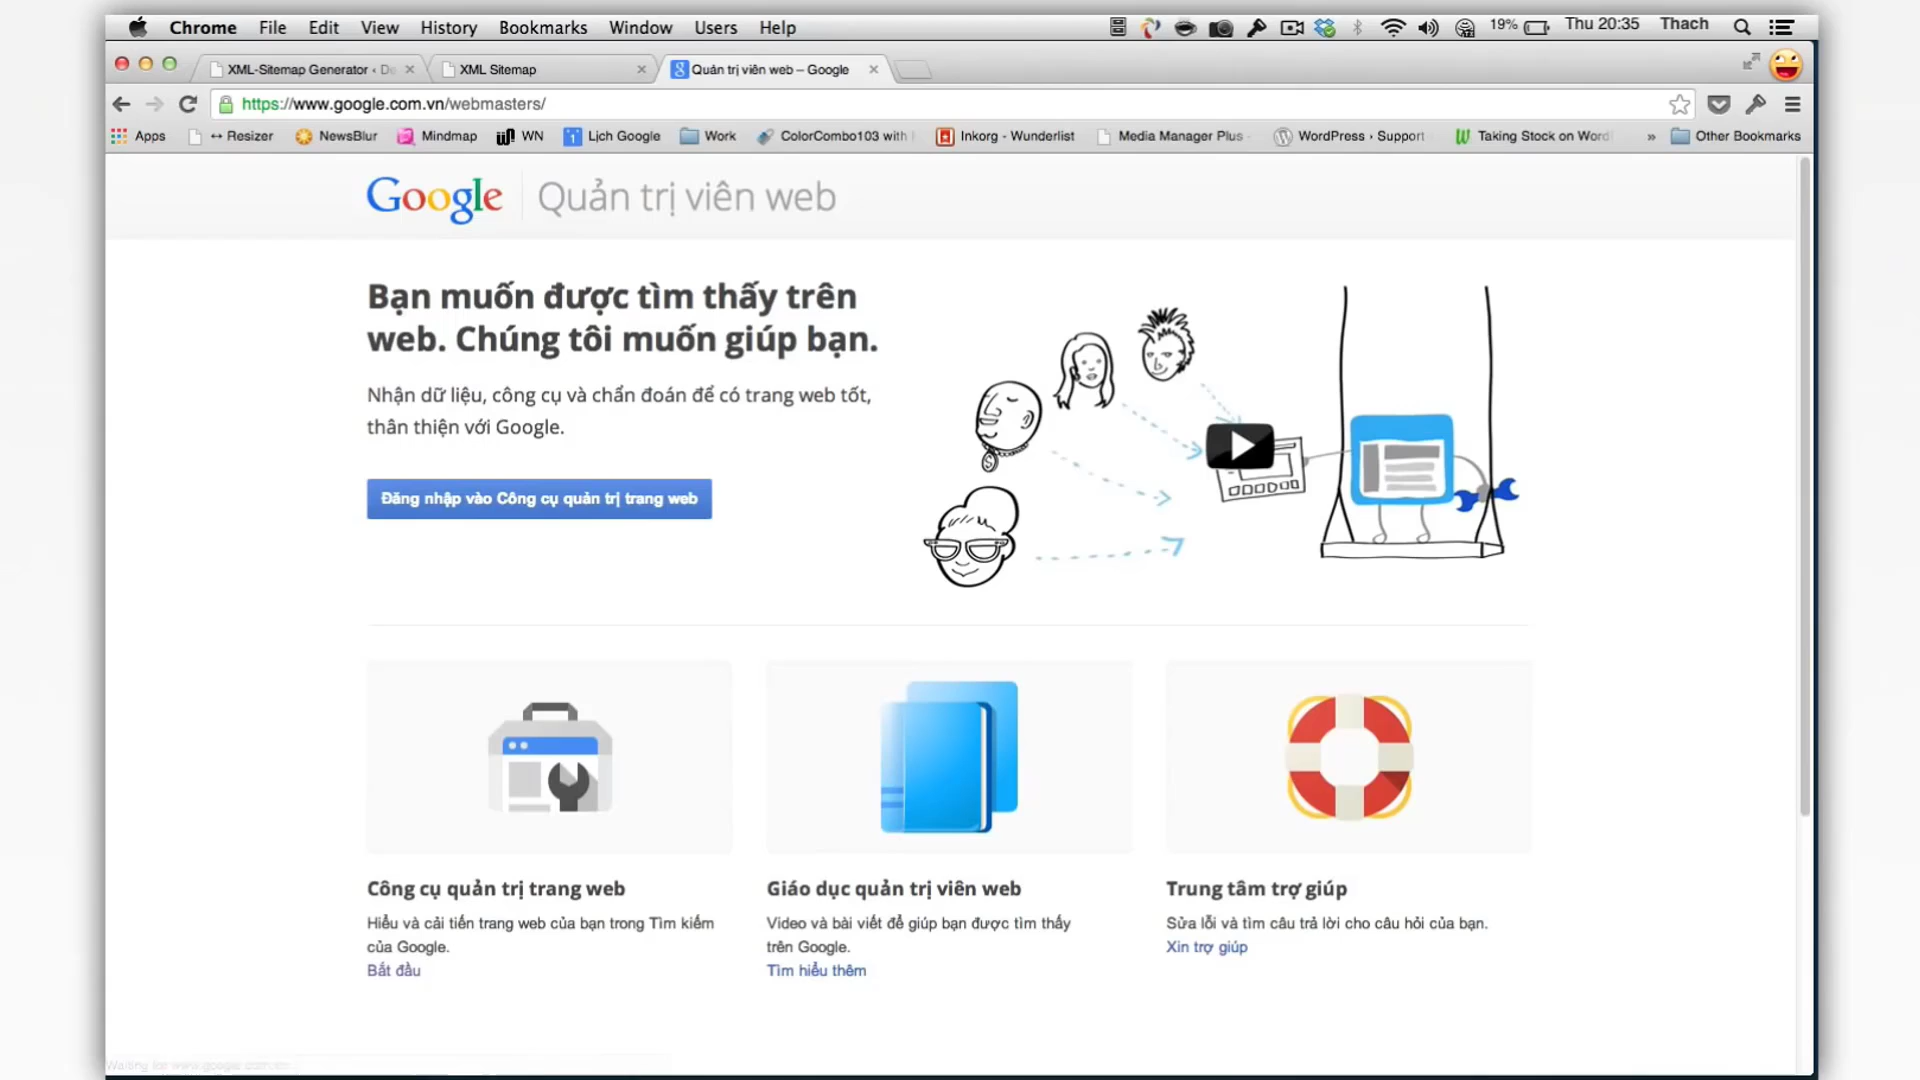 Chrome File Edit View History Bookmarks Window Users Help 19% Thu 20:35 Thach
XML-Sitemap Generator ‹ De XML Sitemap Quản trị viên web – Google
https://www.google.com.vn/webmasters/
Apps ↔ Resizer NewsBlur Mindmap WN Lịch Google Work ColorCombo103 with Inkorg - Wunderlist Media Manager Plus - WordPress › Support Taking Stock on Word » Other Bookmarks
Google Quản trị viên web
Bạn muốn được tìm thấy trên
web. Chúng tôi muốn giúp bạn.
Nhận dữ liệu, công cụ và chẩn đoán để có trang web tốt,
thân thiện với Google.
Đăng nhập vào Công cụ quản trị trang web
Công cụ quản trị trang web
Hiểu và cải tiến trang web của bạn trong Tìm kiếm
của Google.
Bắt đầu
Giáo dục quản trị viên web
Video và bài viết để giúp bạn được tìm thấy
trên Google.
Tìm hiểu thêm
Trung tâm trợ giúp
Sửa lỗi và tìm câu trả lời cho câu hỏi của bạn.
Xin trợ giúp